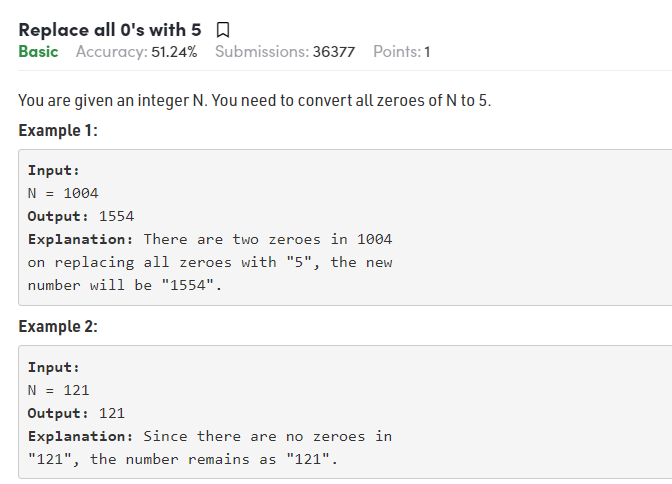 Replace all 0's with 5
Basic Accuracy: 51.24% Submissions: 36377 Points: 1
You are given an integer N. You need to convert all zeroes of N to 5.
Example 1:
Input:
N = 1004
Output: 1554
Explanation: There are two zeroes in 1004
on replacing all zeroes with "5", the new
number will be "1554".
Example 2:
Input:
N = 121
Output: 121
Explanation: Since there are no zeroes in
"121", the number remains as "121".